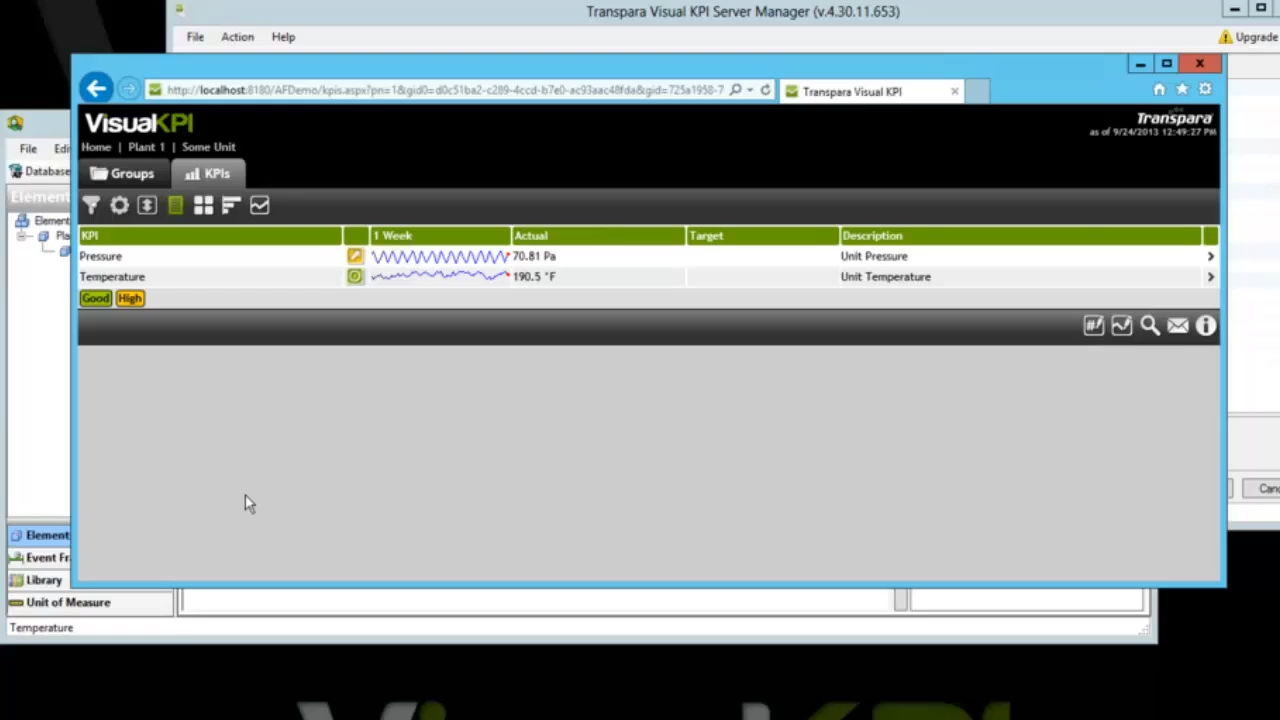 Transpara Visual KPI Server Manager (v.4.30.11.653)
File Action Help
Upgrade
http://localhost:8180/AFDemo/kpis.aspx?pn=1&gid0=d0c51ba2-c289-4ccd-b7e0-ac93aac48fda&gid=725a1958-7
Transpara Visual KPI
VisualKPI
Transpara
as of 9/24/2013 12:49:27 PM
Home | Plant 1 | Some Unit
File Edi
Database
Groups
KPIs
Element
Element
Pla
KPI 1 Week Actual Target Description
Pressure 70.81 Pa Unit Pressure
Temperature 190.5 °F Unit Temperature
Good High
Canc
Element
Event Fr
Library
Unit of Measure
Temperature